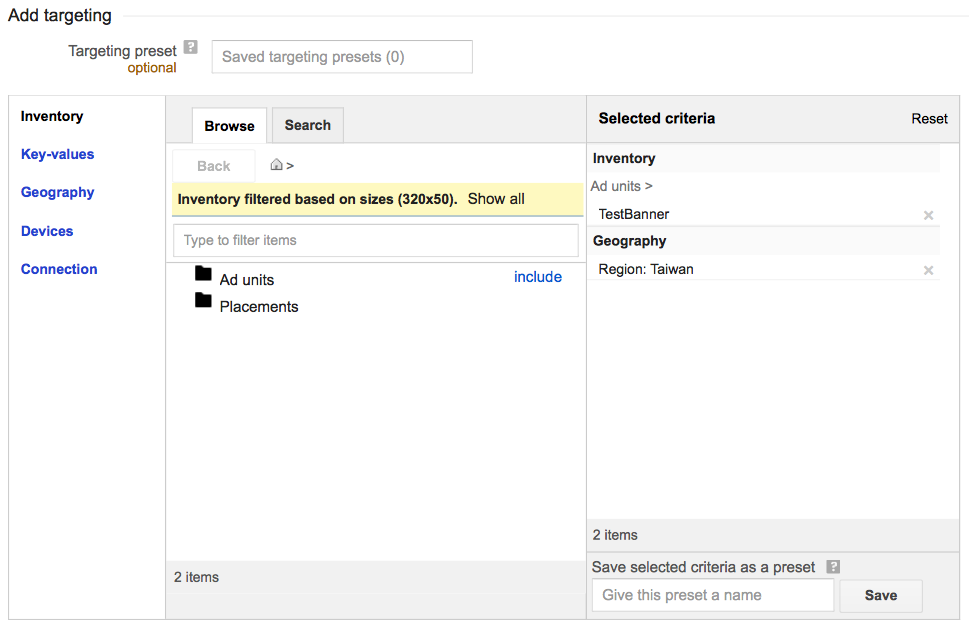 Add targeting
Targeting preset ?
optional
Saved targeting presets (0)
Inventory
Key-values
Geography
Devices
Connection
Browse
Search
Back
>
Inventory filtered based on sizes (320x50). Show all
Type to filter items
Ad units
include
Placements
2 items
Selected criteria
Reset
Inventory
Ad units >
TestBanner
Geography
Region: Taiwan
2 items
Save selected criteria as a preset ?
Give this preset a name
Save